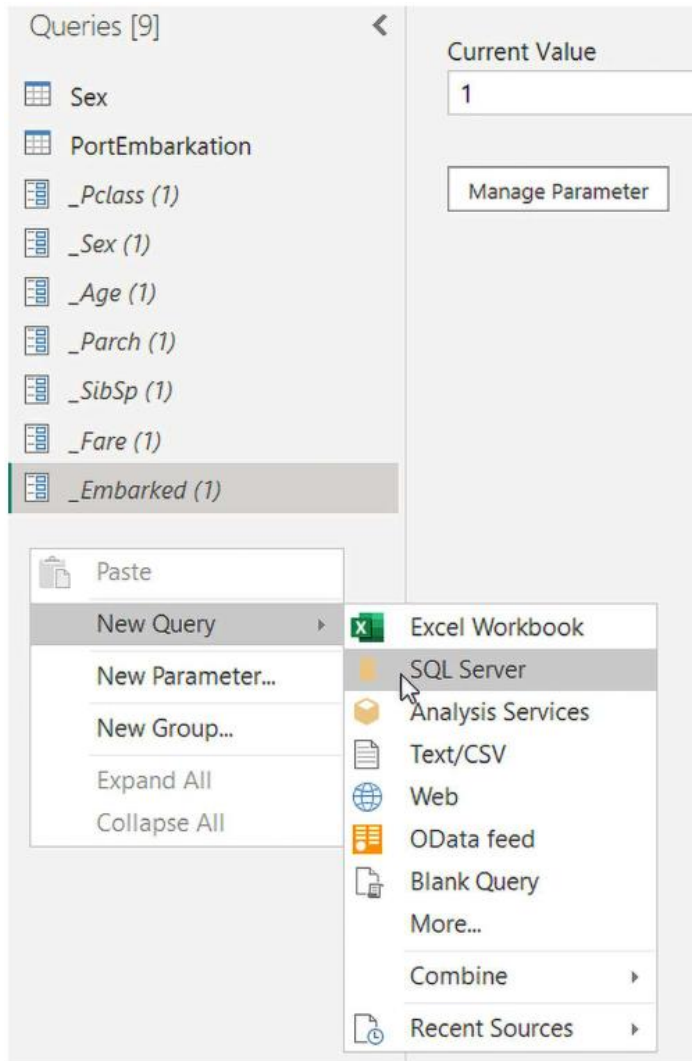 Queries [9]
Sex
PortEmbarkation
_Pclass (1)
_Sex (1)
_Age (1)
_Parch (1)
_SibSp (1)
_Fare (1)
_Embarked (1)
Current Value
1
Manage Parameter
Paste
New Query
New Parameter...
New Group...
Expand All
Collapse All
Excel Workbook
SQL Server
Analysis Services
Text/CSV
Web
OData feed
Blank Query
More...
Combine
Recent Sources